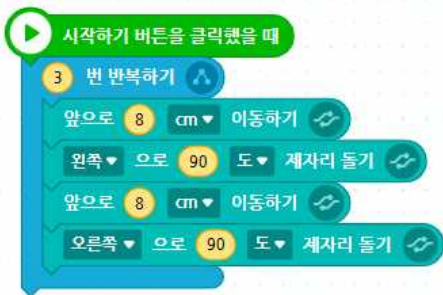 시작하기 버튼을 클릭했을 때
3 번 반복하기
앞으로 8 cm 이동하기
왼쪽 으로 90 도 제자리 돌기
앞으로 8 cm 이동하기
오른쪽 으로 90 도 제자리 돌기